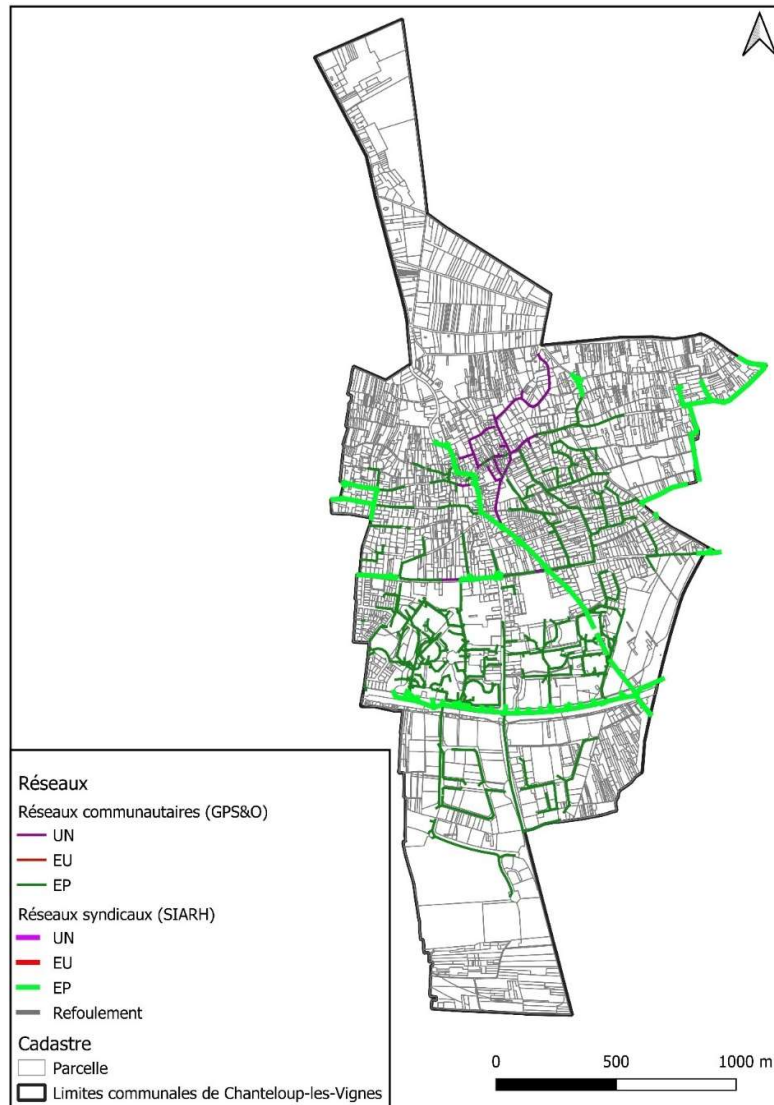 Réseaux
Réseaux communautaires (GPS&O)
UN
EU
EP
Réseaux syndicaux (SIARH)
UN
EU
EP
Refoulement
Cadastre
Parcelle
Limites communales de Chanteloup-les-Vignes
0 500 1000 m